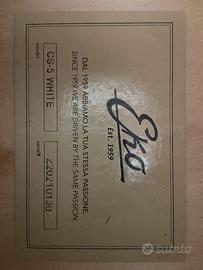 Eko
Est. 1959
DAL 1959 ABBIAMO LA TUA STESSA PASSIONE.
SINCE 1959 WE ARE DRIVEN BY THE SAME PASSION.
model
CS-5 WHITE
serial#
Z20210130
subito